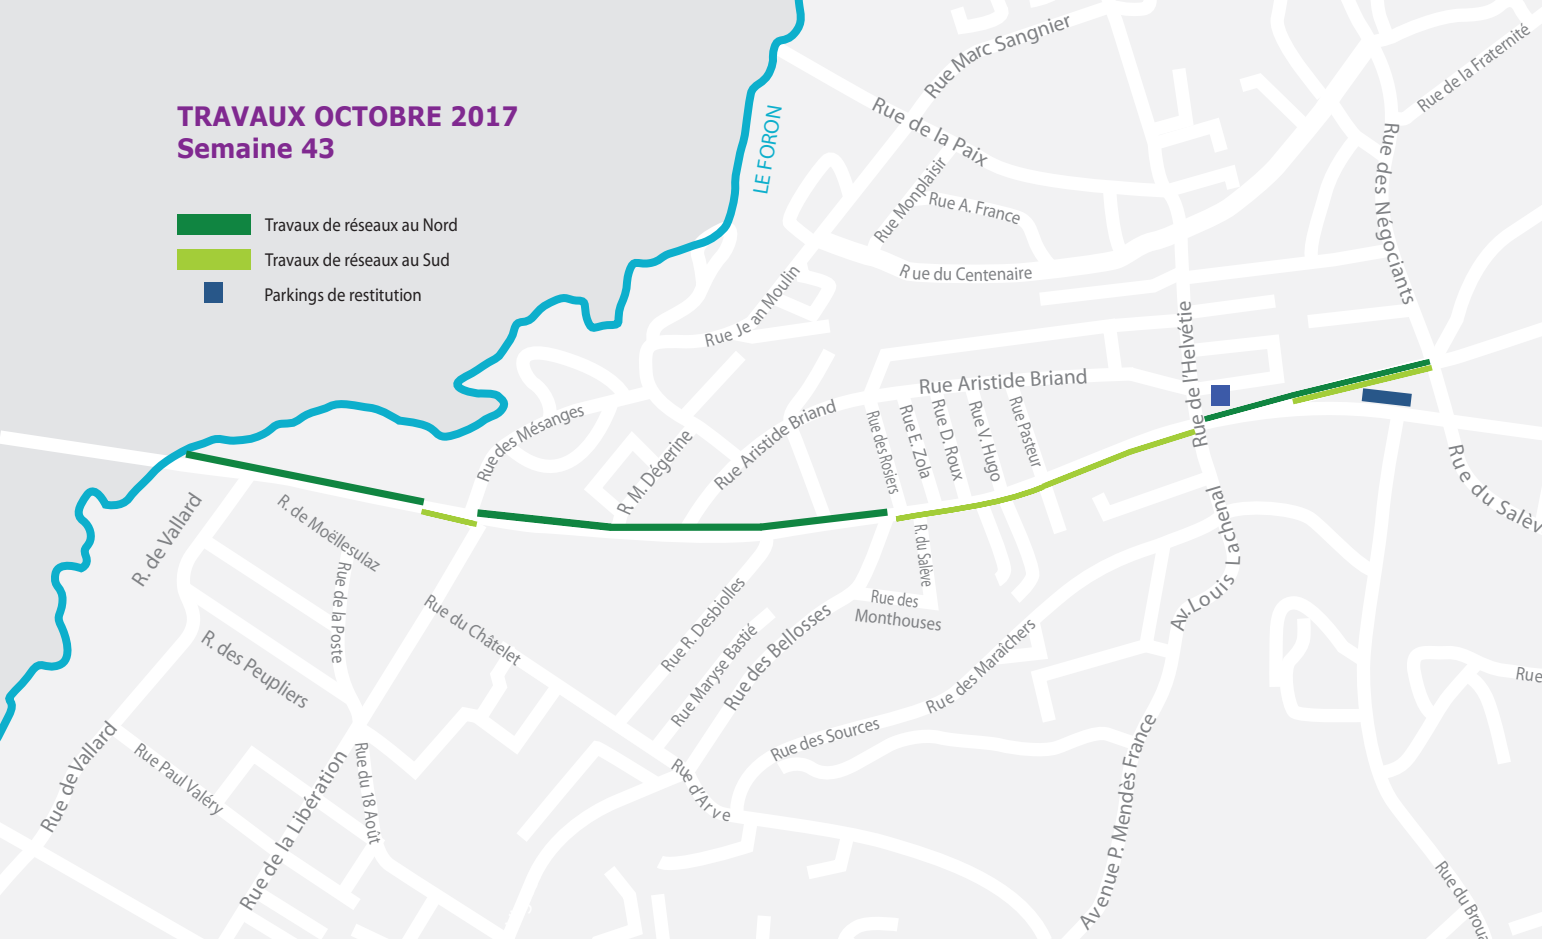 TRAVAUX OCTOBRE 2017
Semaine 43
Travaux de réseaux au Nord
Travaux de réseaux au Sud
Parkings de restitution
LE FORON
Rue Marc Sangnier
Rue de la Fraternité
Rue de la Paix
Rue Monplaisir
Rue A. France
Rue des Négociants
Rue du Centenaire
Rue Je an Moulin
Rue de l'Helvétie
Rue Aristide Briand
Rue des Mésanges
R. M. Dégerine
Rue Aristide Briand
Rue des Rosiers
Rue E. Zola
Rue D. Roux
Rue V. Hugo
Rue Pasteur
Rue du Salèv
R. de Vallard
R. de Moëllesulaz
Rue de la Poste
R. du Salève
Av. Louis Lachenal
Rue du Châtelet
Rue R. Desbiolles
Rue Maryse Bastié
Rue des Bellosses
Rue des
Monthouses
R. des Peupliers
Rue des Maraîchers
Rue
Rue des Sources
Rue de Vallard
Rue Paul Valéry
Rue du 18 Août
Rue de la Libération
Rue d'Arve
Avenue P. Mendès France
Rue du Broua